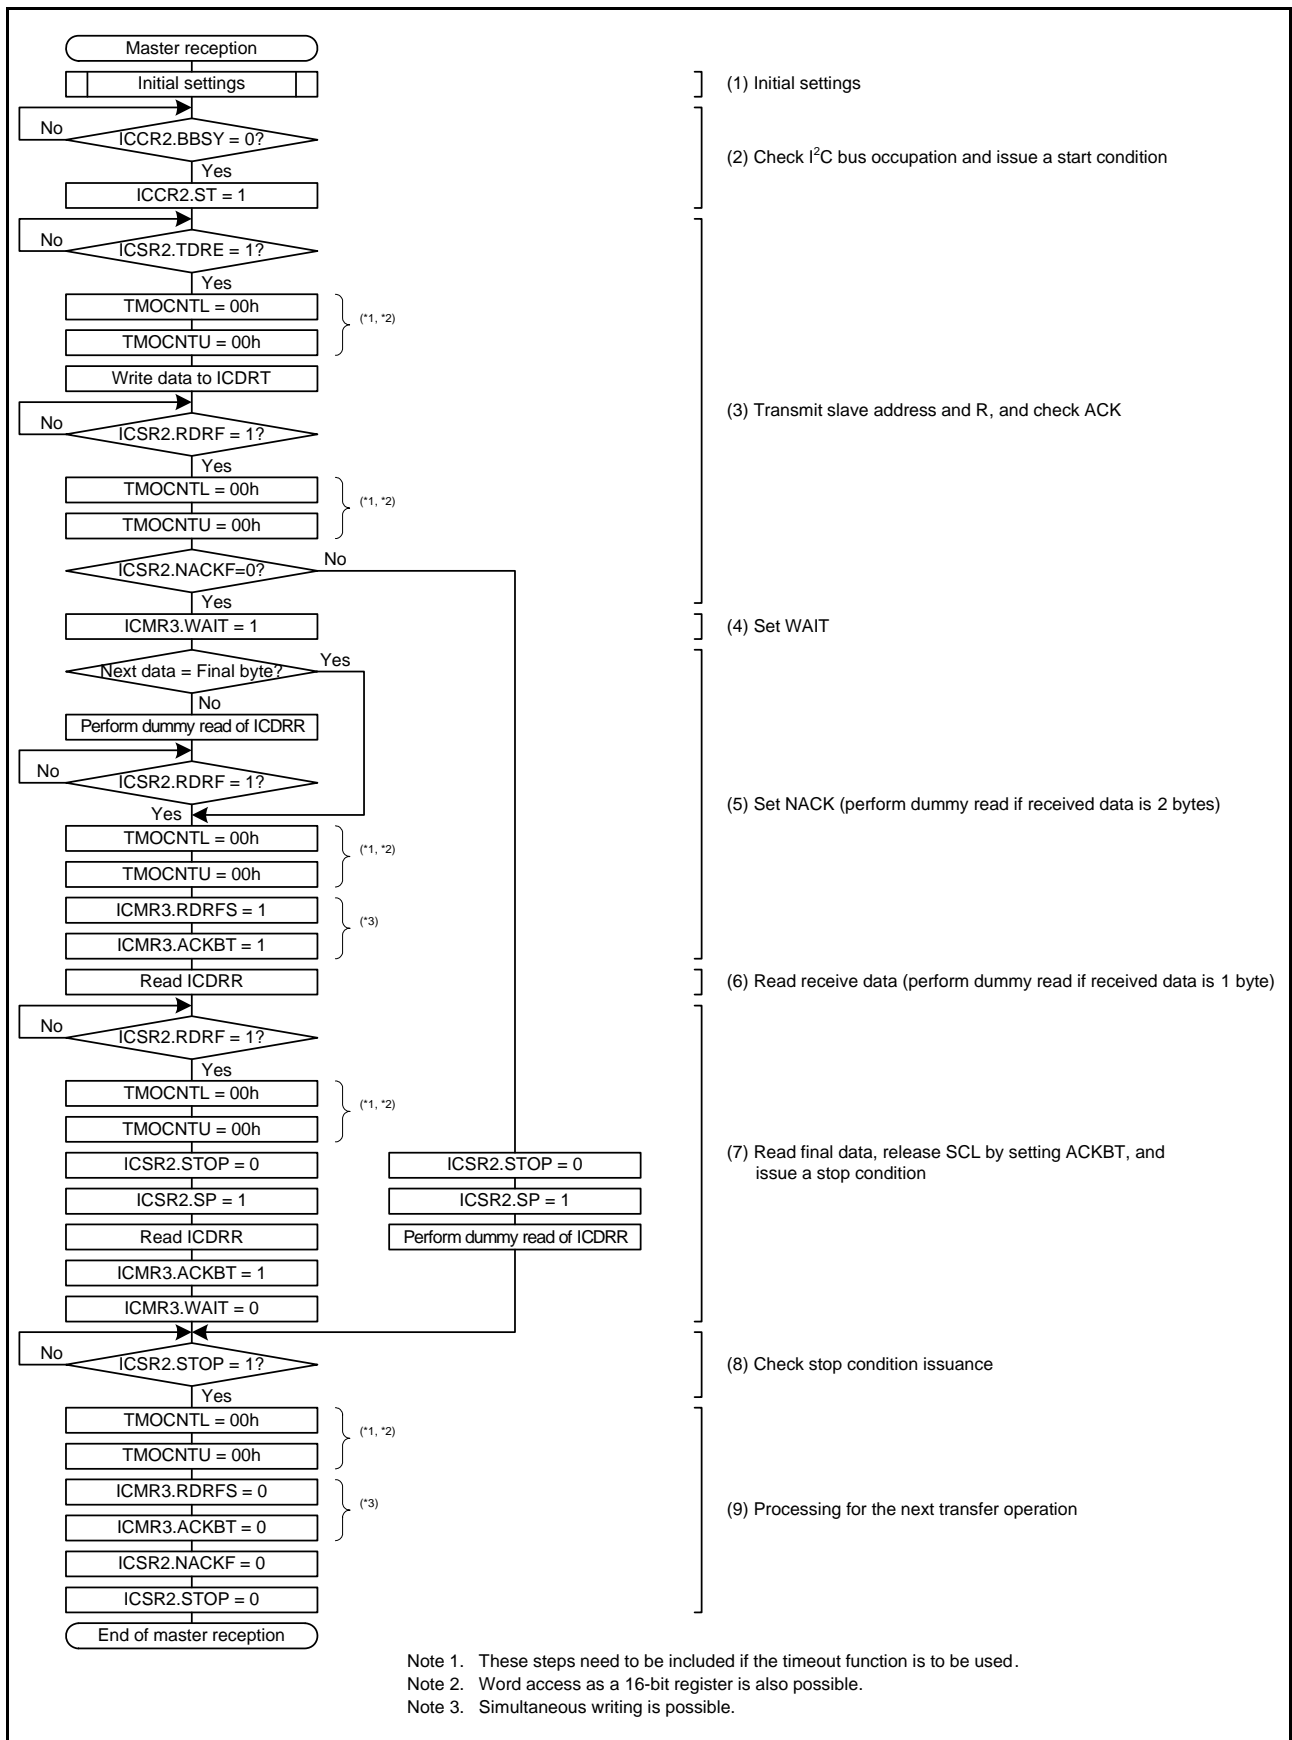 Master reception
Initial settings
(1) Initial settings
No
ICCR2.BBSY = 0?
Yes
(2) Check I²C bus occupation and issue a start condition
ICCR2.ST = 1
No
ICSR2.TDRE = 1?
Yes
TMOCNTL = 00h
(*1, *2)
TMOCNTU = 00h
Write data to ICDRT
(3) Transmit slave address and R, and check ACK
No
ICSR2.RDRF = 1?
Yes
TMOCNTL = 00h
(*1, *2)
TMOCNTU = 00h
No
ICSR2.NACKF=0?
Yes
ICMR3.WAIT = 1
(4) Set WAIT
Next data = Final byte?
Yes
No
Perform dummy read of ICDRR
No
ICSR2.RDRF = 1?
(5) Set NACK (perform dummy read if received data is 2 bytes)
Yes
TMOCNTL = 00h
(*1, *2)
TMOCNTU = 00h
ICMR3.RDRFS = 1
(*3)
ICMR3.ACKBT = 1
Read ICDRR
(6) Read receive data (perform dummy read if received data is 1 byte)
No
ICSR2.RDRF = 1?
Yes
TMOCNTL = 00h
(*1, *2)
TMOCNTU = 00h
(7) Read final data, release SCL by setting ACKBT, and
issue a stop condition
ICSR2.STOP = 0
ICSR2.STOP = 0
ICSR2.SP = 1
ICSR2.SP = 1
Read ICDRR
Perform dummy read of ICDRR
ICMR3.ACKBT = 1
ICMR3.WAIT = 0
No
ICSR2.STOP = 1?
(8) Check stop condition issuance
Yes
TMOCNTL = 00h
(*1, *2)
TMOCNTU = 00h
ICMR3.RDRFS = 0
(*3)
(9) Processing for the next transfer operation
ICMR3.ACKBT = 0
ICSR2.NACKF = 0
ICSR2.STOP = 0
End of master reception
Note 1. These steps need to be included if the timeout function is to be used.
Note 2. Word access as a 16-bit register is also possible.
Note 3. Simultaneous writing is possible.